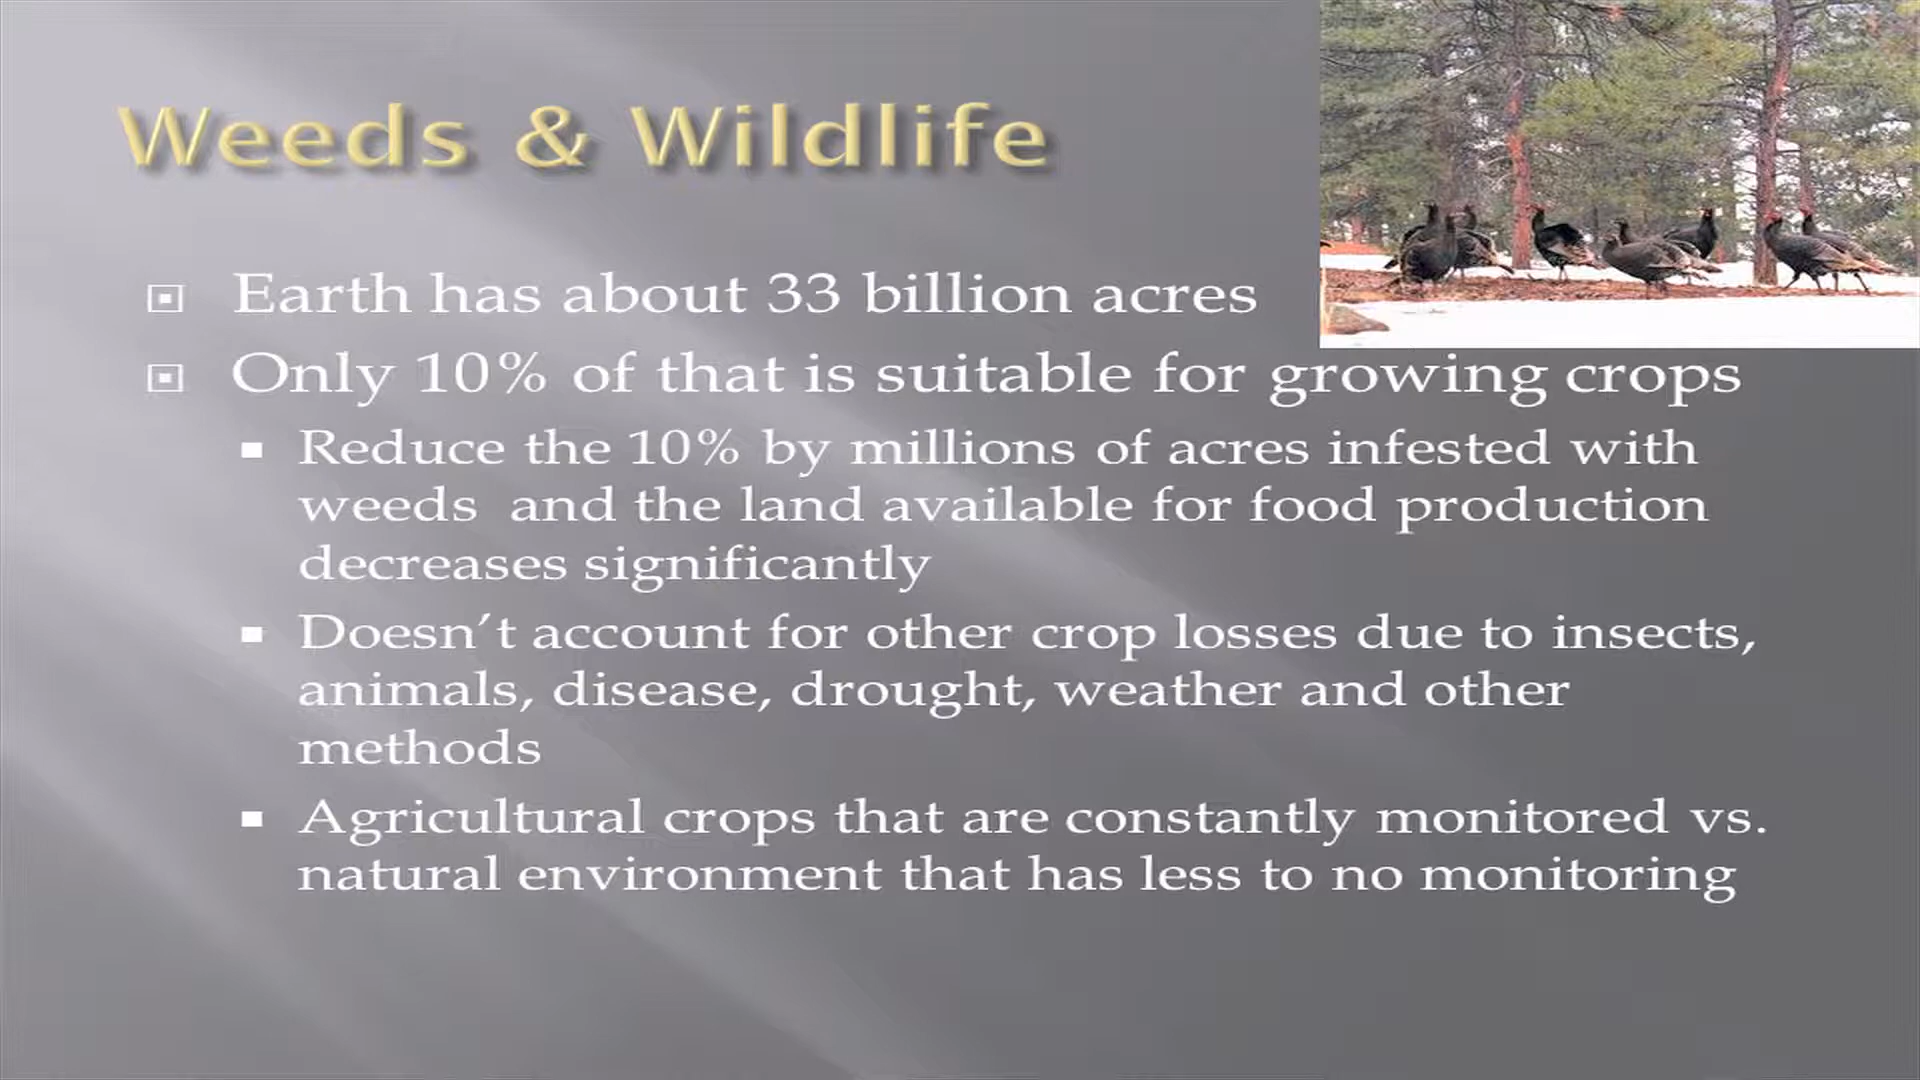 Weeds & Wildlife
Earth has about 33 billion acres
Only 10% of that is suitable for growing crops
Reduce the 10% by millions of acres infested with
weeds and the land available for food production
decreases significantly
Doesn’t account for other crop losses due to insects,
animals, disease, drought, weather and other
methods
Agricultural crops that are constantly monitored vs.
natural environment that has less to no monitoring